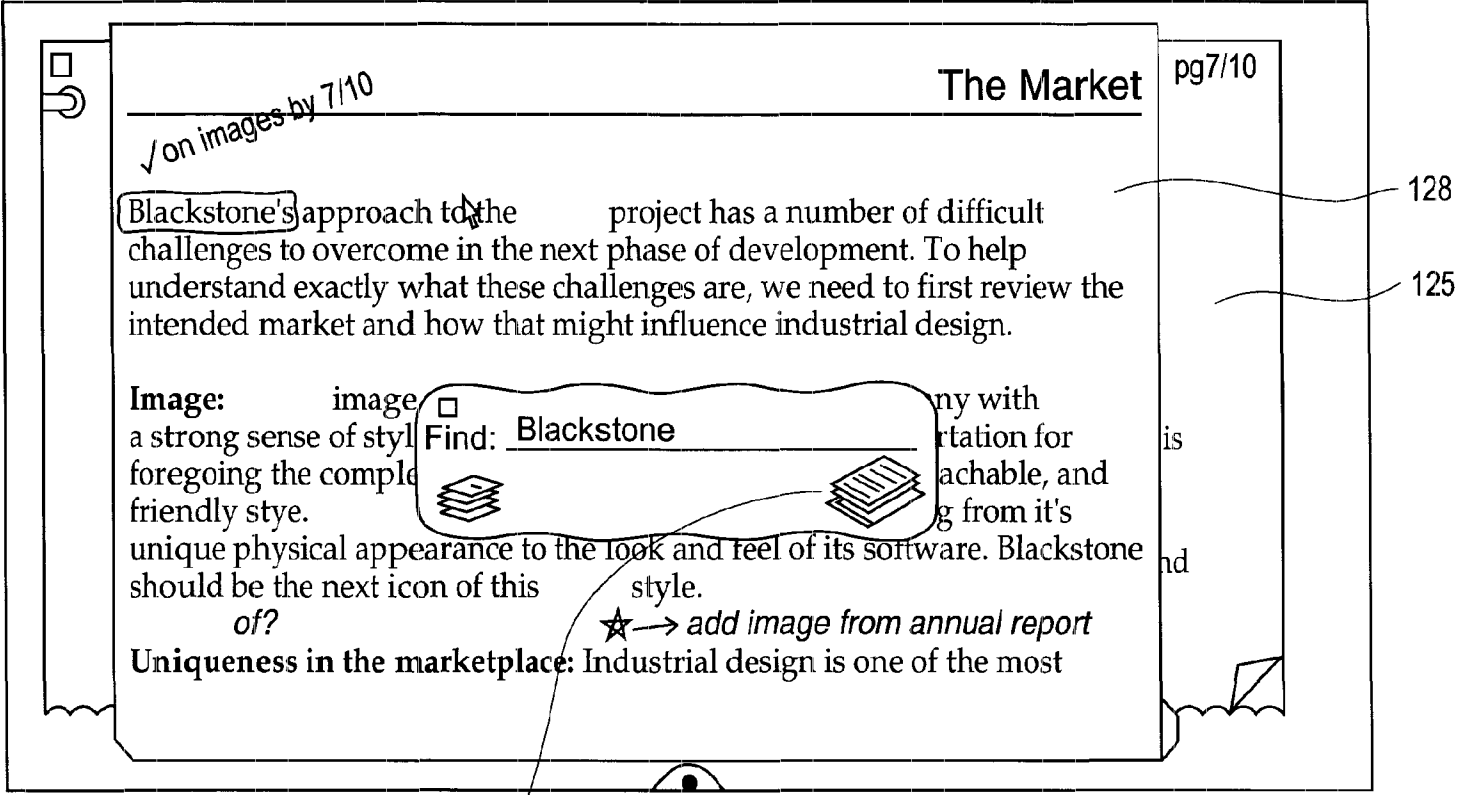 The Market
pg7/10
√ on images by 7/10
Blackstone's approach to the project has a number of difficult
128
challenges to overcome in the next phase of development. To help
understand exactly what these challenges are, we need to first review the
125
intended market and how that might influence industrial design.
Image: image ny with
a strong sense of styl rtation for is
Find: Blackstone
foregoing the comple achable, and
friendly stye. g from it's
unique physical appearance to the look and feel of its software. Blackstone
nd
should be the next icon of this style.
of? ☆→ add image from annual report
Uniqueness in the marketplace: Industrial design is one of the most